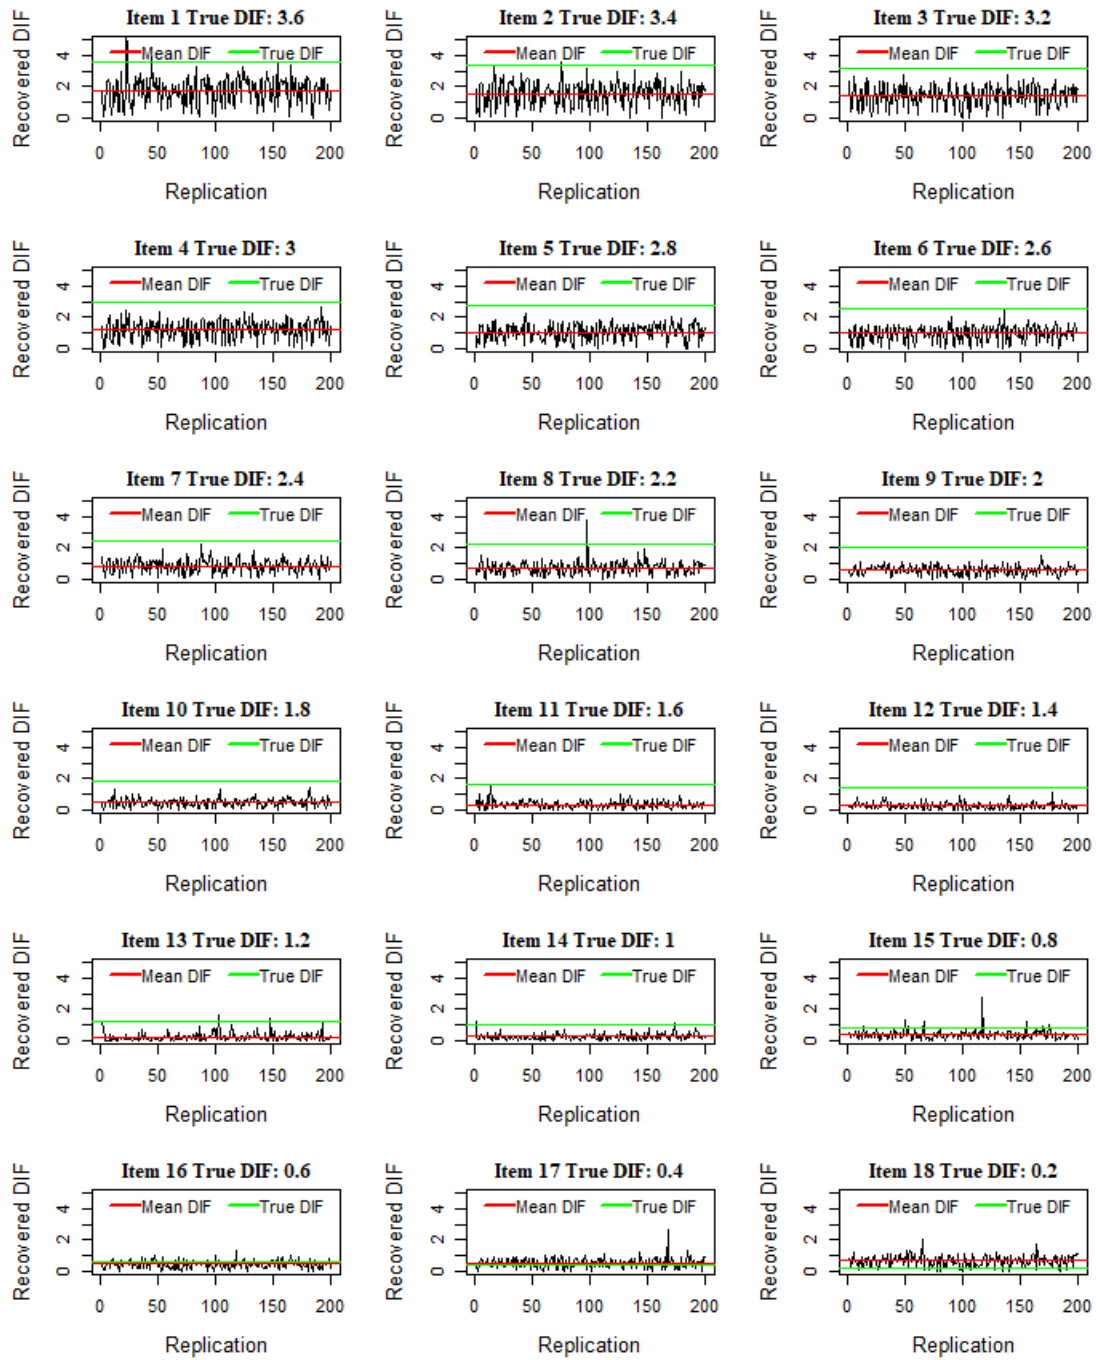 Item 1 True DIF: 3.6
Recovered DIF
0 2 4
Mean DIF True DIF
0 50 100 150 200
Replication
Item 2 True DIF: 3.4
Recovered DIF
0 2 4
Mean DIF True DIF
0 50 100 150 200
Replication
Item 3 True DIF: 3.2
Recovered DIF
0 2 4
Mean DIF True DIF
0 50 100 150 200
Replication
Item 4 True DIF: 3
Recovered DIF
0 2 4
Mean DIF True DIF
0 50 100 150 200
Replication
Item 5 True DIF: 2.8
Recovered DIF
0 2 4
Mean DIF True DIF
0 50 100 150 200
Replication
Item 6 True DIF: 2.6
Recovered DIF
0 2 4
Mean DIF True DIF
0 50 100 150 200
Replication
Item 7 True DIF: 2.4
Recovered DIF
0 2 4
Mean DIF True DIF
0 50 100 150 200
Replication
Item 8 True DIF: 2.2
Recovered DIF
0 2 4
Mean DIF True DIF
0 50 100 150 200
Replication
Item 9 True DIF: 2
Recovered DIF
0 2 4
Mean DIF True DIF
0 50 100 150 200
Replication
Item 10 True DIF: 1.8
Recovered DIF
0 2 4
Mean DIF True DIF
0 50 100 150 200
Replication
Item 11 True DIF: 1.6
Recovered DIF
0 2 4
Mean DIF True DIF
0 50 100 150 200
Replication
Item 12 True DIF: 1.4
Recovered DIF
0 2 4
Mean DIF True DIF
0 50 100 150 200
Replication
Item 13 True DIF: 1.2
Recovered DIF
0 2 4
Mean DIF True DIF
0 50 100 150 200
Replication
Item 14 True DIF: 1
Recovered DIF
0 2 4
Mean DIF True DIF
0 50 100 150 200
Replication
Item 15 True DIF: 0.8
Recovered DIF
0 2 4
Mean DIF True DIF
0 50 100 150 200
Replication
Item 16 True DIF: 0.6
Recovered DIF
0 2 4
Mean DIF True DIF
0 50 100 150 200
Replication
Item 17 True DIF: 0.4
Recovered DIF
0 2 4
Mean DIF True DIF
0 50 100 150 200
Replication
Item 18 True DIF: 0.2
Recovered DIF
0 2 4
Mean DIF True DIF
0 50 100 150 200
Replication